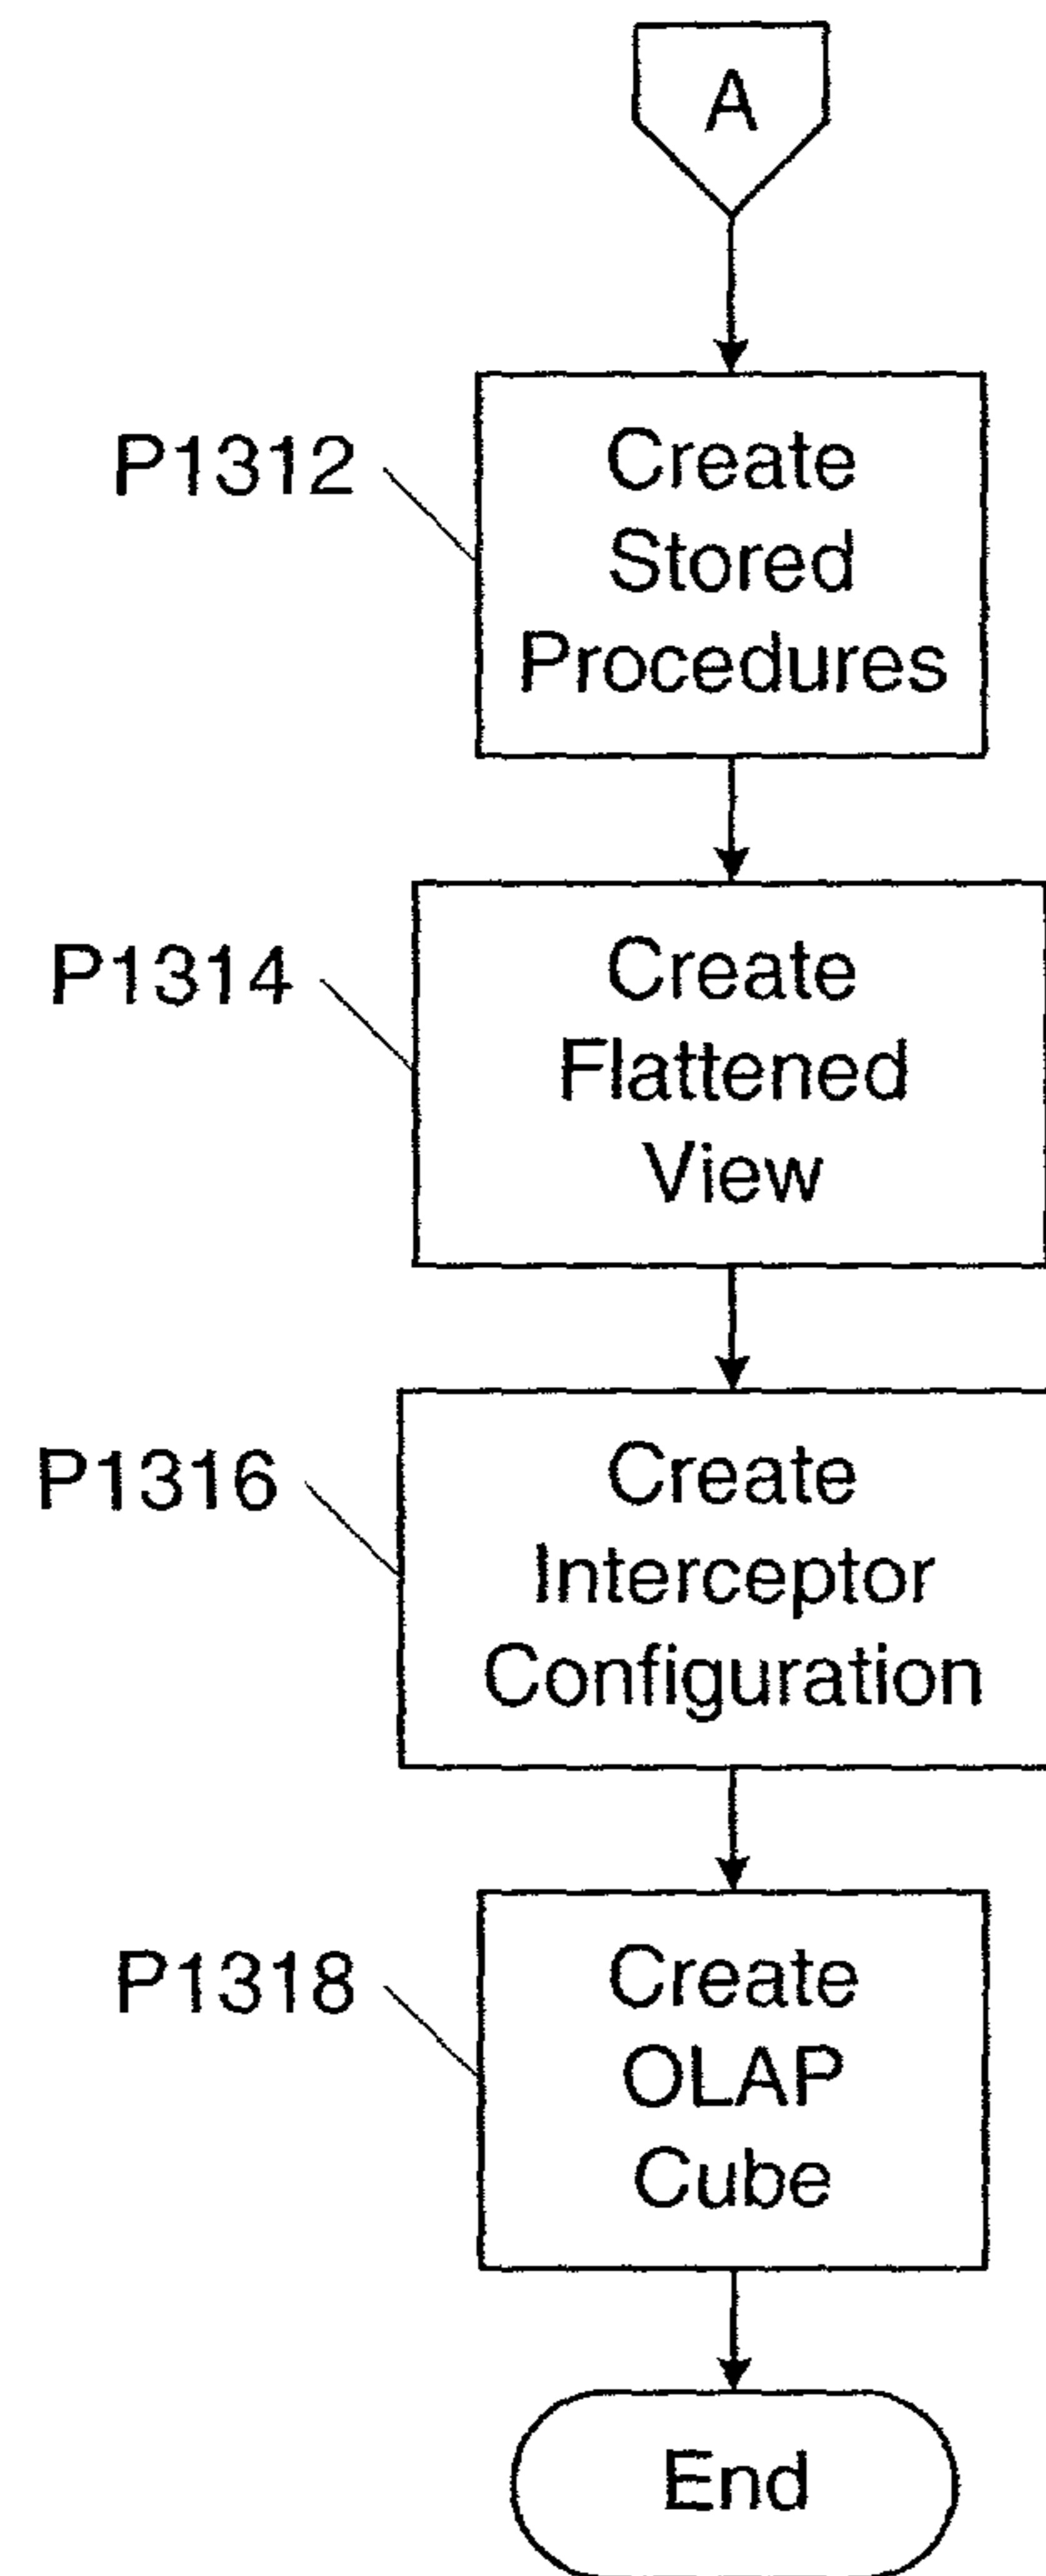 A
P1312
Create
Stored
Procedures
P1314
Create
Flattened
View
P1316
Create
Interceptor
Configuration
P1318
Create
OLAP
Cube
End